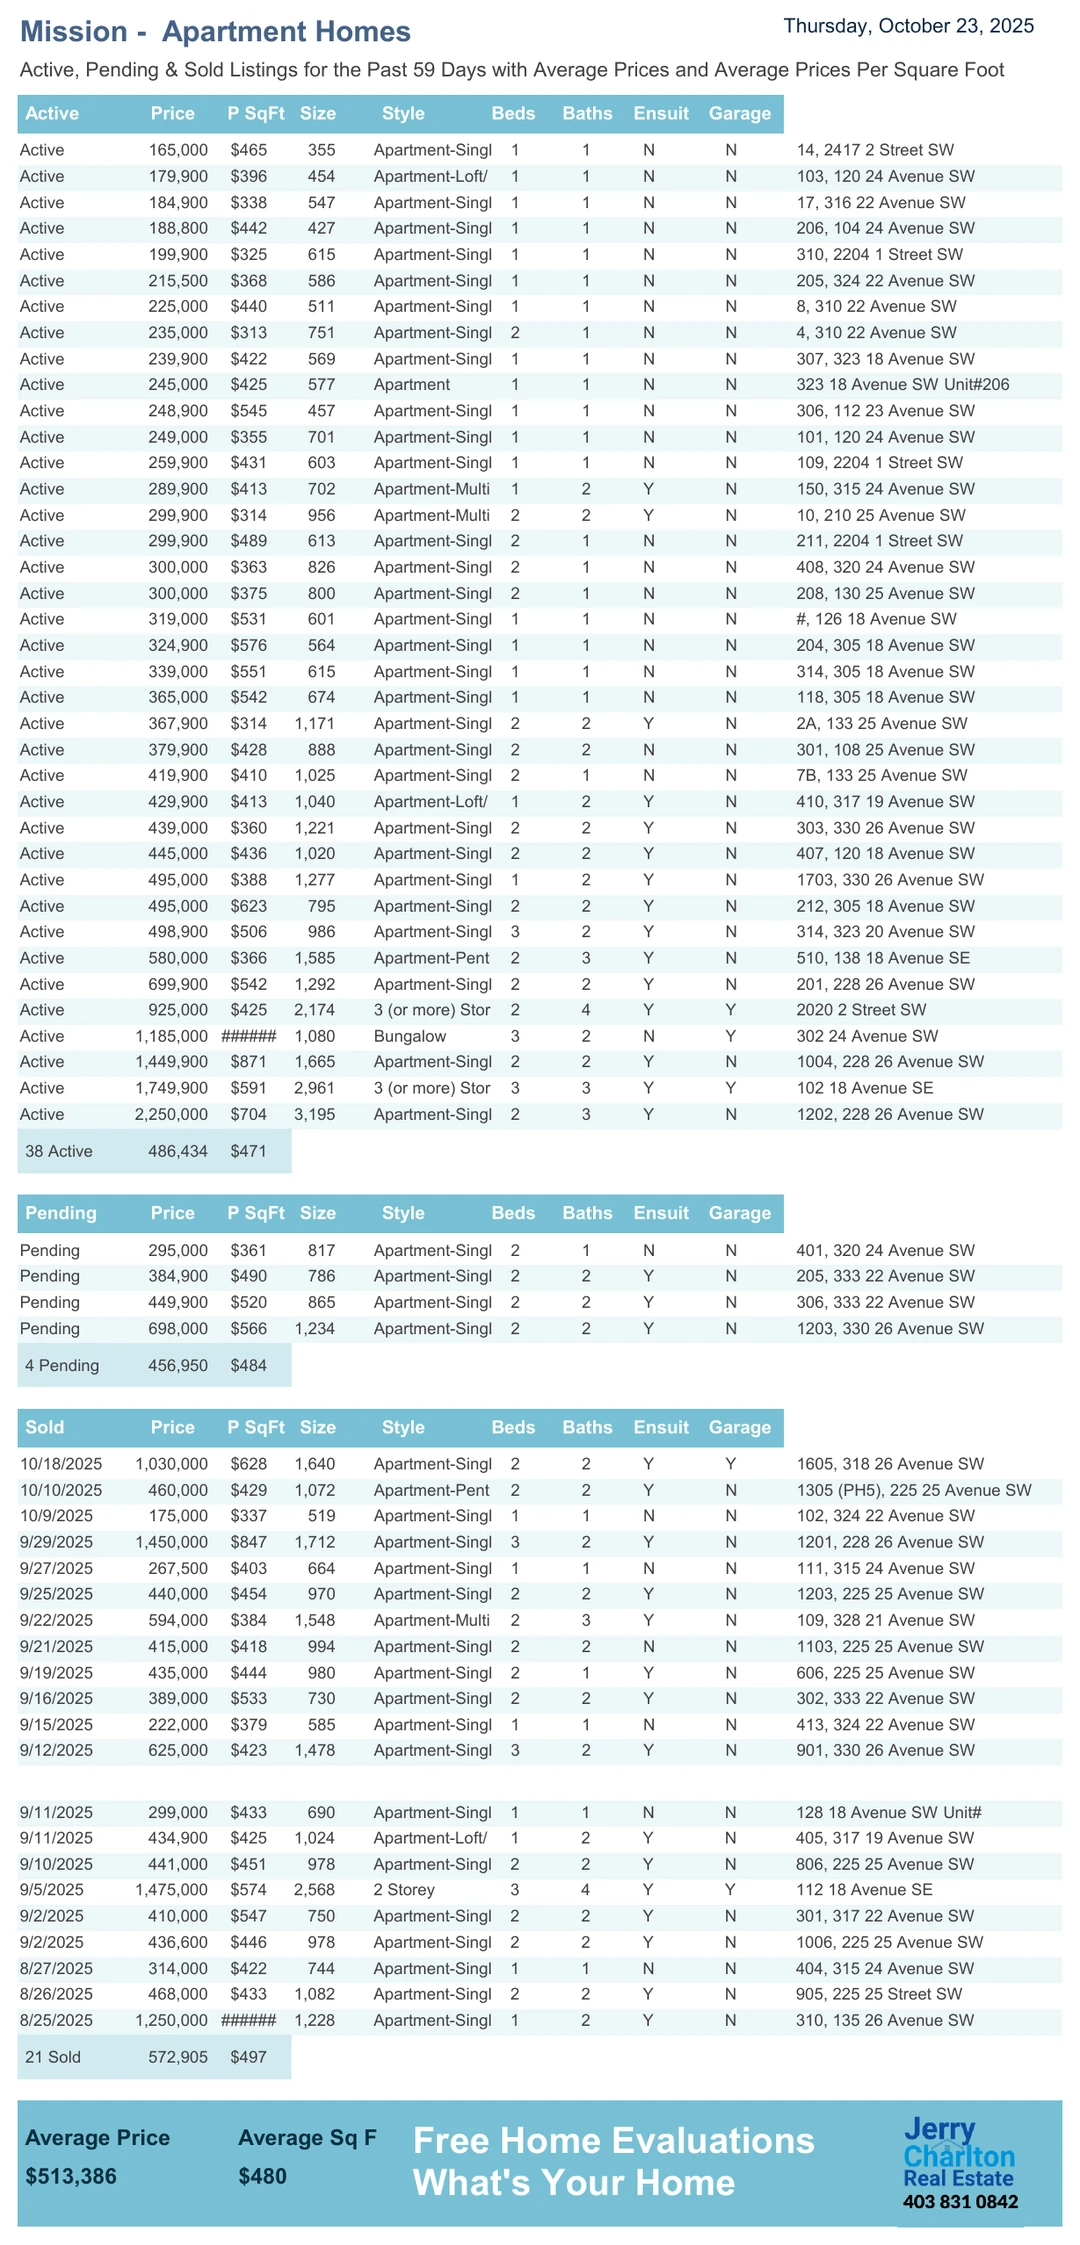 Mission -  Apartment Homes
Thursday, October 23, 2025
Active, Pending & Sold Listings for the Past 59 Days with Average Prices and Average Prices Per Square Foot
Active Price P SqFt Size Style Beds Baths Ensuit Garage
Active 165,000 $465 355 Apartment-Singl 1 1 N N 14, 2417 2 Street SW
Active 179,900 $396 454 Apartment-Loft/ 1 1 N N 103, 120 24 Avenue SW
Active 184,900 $338 547 Apartment-Singl 1 1 N N 17, 316 22 Avenue SW
Active 188,800 $442 427 Apartment-Singl 1 1 N N 206, 104 24 Avenue SW
Active 199,900 $325 615 Apartment-Singl 1 1 N N 310, 2204 1 Street SW
Active 215,500 $368 586 Apartment-Singl 1 1 N N 205, 324 22 Avenue SW
Active 225,000 $440 511 Apartment-Singl 1 1 N N 8, 310 22 Avenue SW
Active 235,000 $313 751 Apartment-Singl 2 1 N N 4, 310 22 Avenue SW
Active 239,900 $422 569 Apartment-Singl 1 1 N N 307, 323 18 Avenue SW
Active 245,000 $425 577 Apartment 1 1 N N 323 18 Avenue SW Unit#206
Active 248,900 $545 457 Apartment-Singl 1 1 N N 306, 112 23 Avenue SW
Active 249,000 $355 701 Apartment-Singl 1 1 N N 101, 120 24 Avenue SW
Active 259,900 $431 603 Apartment-Singl 1 1 N N 109, 2204 1 Street SW
Active 289,900 $413 702 Apartment-Multi 1 2 Y N 150, 315 24 Avenue SW
Active 299,900 $314 956 Apartment-Multi 2 2 Y N 10, 210 25 Avenue SW
Active 299,900 $489 613 Apartment-Singl 2 1 N N 211, 2204 1 Street SW
Active 300,000 $363 826 Apartment-Singl 2 1 N N 408, 320 24 Avenue SW
Active 300,000 $375 800 Apartment-Singl 2 1 N N 208, 130 25 Avenue SW
Active 319,000 $531 601 Apartment-Singl 1 1 N N #, 126 18 Avenue SW
Active 324,900 $576 564 Apartment-Singl 1 1 N N 204, 305 18 Avenue SW
Active 339,000 $551 615 Apartment-Singl 1 1 N N 314, 305 18 Avenue SW
Active 365,000 $542 674 Apartment-Singl 1 1 N N 118, 305 18 Avenue SW
Active 367,900 $314 1,171 Apartment-Singl 2 2 Y N 2A, 133 25 Avenue SW
Active 379,900 $428 888 Apartment-Singl 2 2 N N 301, 108 25 Avenue SW
Active 419,900 $410 1,025 Apartment-Singl 2 1 N N 7B, 133 25 Avenue SW
Active 429,900 $413 1,040 Apartment-Loft/ 1 2 Y N 410, 317 19 Avenue SW
Active 439,000 $360 1,221 Apartment-Singl 2 2 Y N 303, 330 26 Avenue SW
Active 445,000 $436 1,020 Apartment-Singl 2 2 Y N 407, 120 18 Avenue SW
Active 495,000 $388 1,277 Apartment-Singl 1 2 Y N 1703, 330 26 Avenue SW
Active 495,000 $623 795 Apartment-Singl 2 2 Y N 212, 305 18 Avenue SW
Active 498,900 $506 986 Apartment-Singl 3 2 Y N 314, 323 20 Avenue SW
Active 580,000 $366 1,585 Apartment-Pent 2 3 Y N 510, 138 18 Avenue SE
Active 699,900 $542 1,292 Apartment-Singl 2 2 Y N 201, 228 26 Avenue SW
Active 925,000 $425 2,174 3 (or more) Stor 2 4 Y Y 2020 2 Street SW
Active 1,185,000 ###### 1,080 Bungalow 3 2 N Y 302 24 Avenue SW
Active 1,449,900 $871 1,665 Apartment-Singl 2 2 Y N 1004, 228 26 Avenue SW
Active 1,749,900 $591 2,961 3 (or more) Stor 3 3 Y Y 102 18 Avenue SE
Active 2,250,000 $704 3,195 Apartment-Singl 2 3 Y N 1202, 228 26 Avenue SW
38 Active 486,434 $471
Pending Price P SqFt Size Style Beds Baths Ensuit Garage
Pending 295,000 $361 817 Apartment-Singl 2 1 N N 401, 320 24 Avenue SW
Pending 384,900 $490 786 Apartment-Singl 2 2 Y N 205, 333 22 Avenue SW
Pending 449,900 $520 865 Apartment-Singl 2 2 Y N 306, 333 22 Avenue SW
Pending 698,000 $566 1,234 Apartment-Singl 2 2 Y N 1203, 330 26 Avenue SW
4 Pending 456,950 $484
Sold Price P SqFt Size Style Beds Baths Ensuit Garage
10/18/2025 1,030,000 $628 1,640 Apartment-Singl 2 2 Y Y 1605, 318 26 Avenue SW
10/10/2025 460,000 $429 1,072 Apartment-Pent 2 2 Y N 1305 (PH5), 225 25 Avenue SW
10/9/2025 175,000 $337 519 Apartment-Singl 1 1 N N 102, 324 22 Avenue SW
9/29/2025 1,450,000 $847 1,712 Apartment-Singl 3 2 Y N 1201, 228 26 Avenue SW
9/27/2025 267,500 $403 664 Apartment-Singl 1 1 N N 111, 315 24 Avenue SW
9/25/2025 440,000 $454 970 Apartment-Singl 2 2 Y N 1203, 225 25 Avenue SW
9/22/2025 594,000 $384 1,548 Apartment-Multi 2 3 Y N 109, 328 21 Avenue SW
9/21/2025 415,000 $418 994 Apartment-Singl 2 2 N N 1103, 225 25 Avenue SW
9/19/2025 435,000 $444 980 Apartment-Singl 2 1 Y N 606, 225 25 Avenue SW
9/16/2025 389,000 $533 730 Apartment-Singl 2 2 Y N 302, 333 22 Avenue SW
9/15/2025 222,000 $379 585 Apartment-Singl 1 1 N N 413, 324 22 Avenue SW
9/12/2025 625,000 $423 1,478 Apartment-Singl 3 2 Y N 901, 330 26 Avenue SW
9/11/2025 299,000 $433 690 Apartment-Singl 1 1 N N 128 18 Avenue SW Unit#
9/11/2025 434,900 $425 1,024 Apartment-Loft/ 1 2 Y N 405, 317 19 Avenue SW
9/10/2025 441,000 $451 978 Apartment-Singl 2 2 Y N 806, 225 25 Avenue SW
9/5/2025 1,475,000 $574 2,568 2 Storey 3 4 Y Y 112 18 Avenue SE
9/2/2025 410,000 $547 750 Apartment-Singl 2 2 Y N 301, 317 22 Avenue SW
9/2/2025 436,600 $446 978 Apartment-Singl 2 2 Y N 1006, 225 25 Avenue SW
8/27/2025 314,000 $422 744 Apartment-Singl 1 1 N N 404, 315 24 Avenue SW
8/26/2025 468,000 $433 1,082 Apartment-Singl 2 2 Y N 905, 225 25 Street SW
8/25/2025 1,250,000 ###### 1,228 Apartment-Singl 1 2 Y N 310, 135 26 Avenue SW
21 Sold 572,905 $497
Average Price Average Sq F
$513,386 $480
Free Home Evaluations
What's Your Home
Jerry
Charlton
Real Estate
403 831 0842